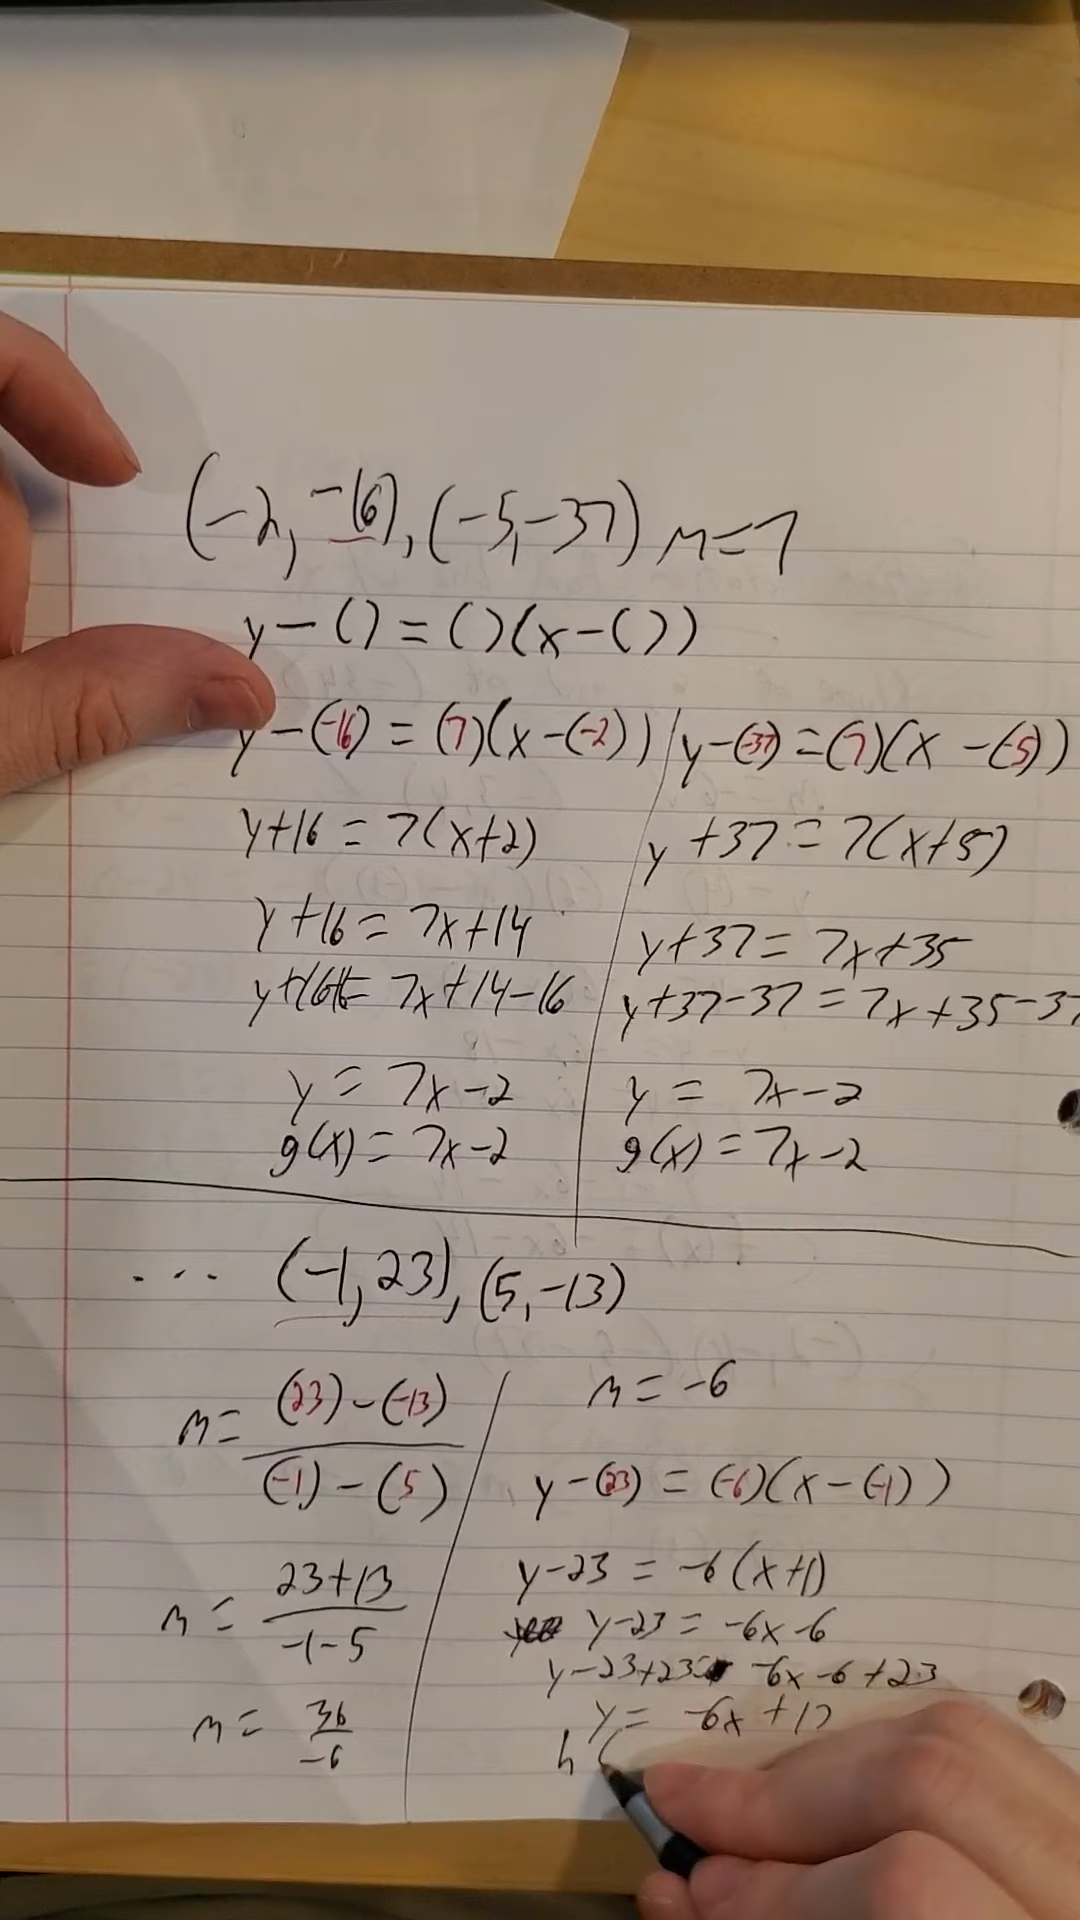 (-2, -16), (-5, -37) m=7
y-( ) = ( )(x-( ))
y-(-16) = (7)(x-(-2))
y+16 = 7(x+2)
y+16 = 7x+14
y+16-16 = 7x+14-16
y = 7x-2
g(x) = 7x-2
y-(-37) = (7)(x-(-5))
y+37 = 7(x+5)
y+37 = 7x+35
y+37-37 = 7x+35-37
y = 7x-2
g(x) = 7x-2
... (-1, 23), (5, -13)
m = (23)-(-13) / (-1)-(5)
m = 23+13 / -1-5
m = 36 / -6
m = -6
y-(23) = (-6)(x-(-1))
y-23 = -6(x+1)
y-23 = -6x-6
y-23+23 = -6x-6+23
y = -6x+17
h(